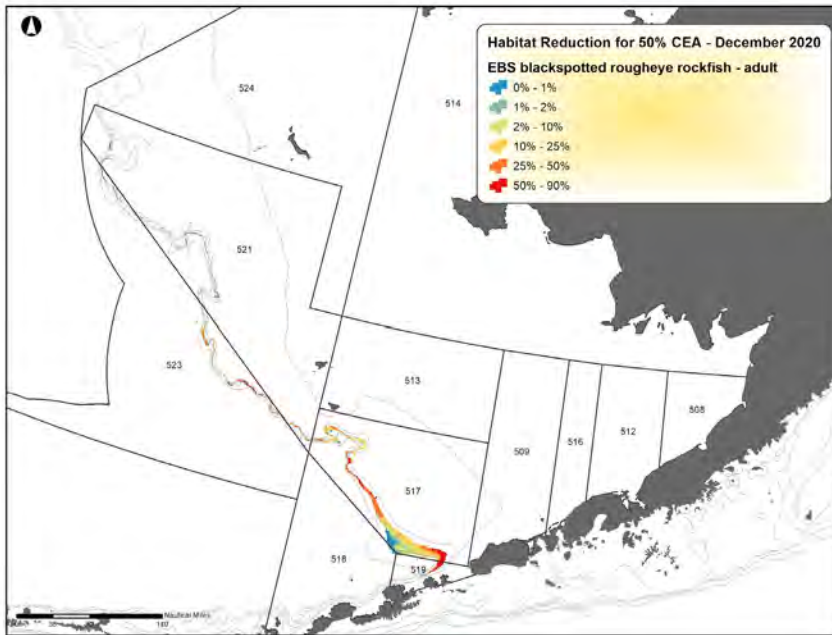 Habitat Reduction for 50% CEA - December 2020
EBS blackspotted rougheye rockfish - adult
0% - 1%
1% - 2%
2% - 10%
10% - 25%
25% - 50%
50% - 90%
524
514
521
523
513
508
509
516
512
517
518
519
Nautical Miles